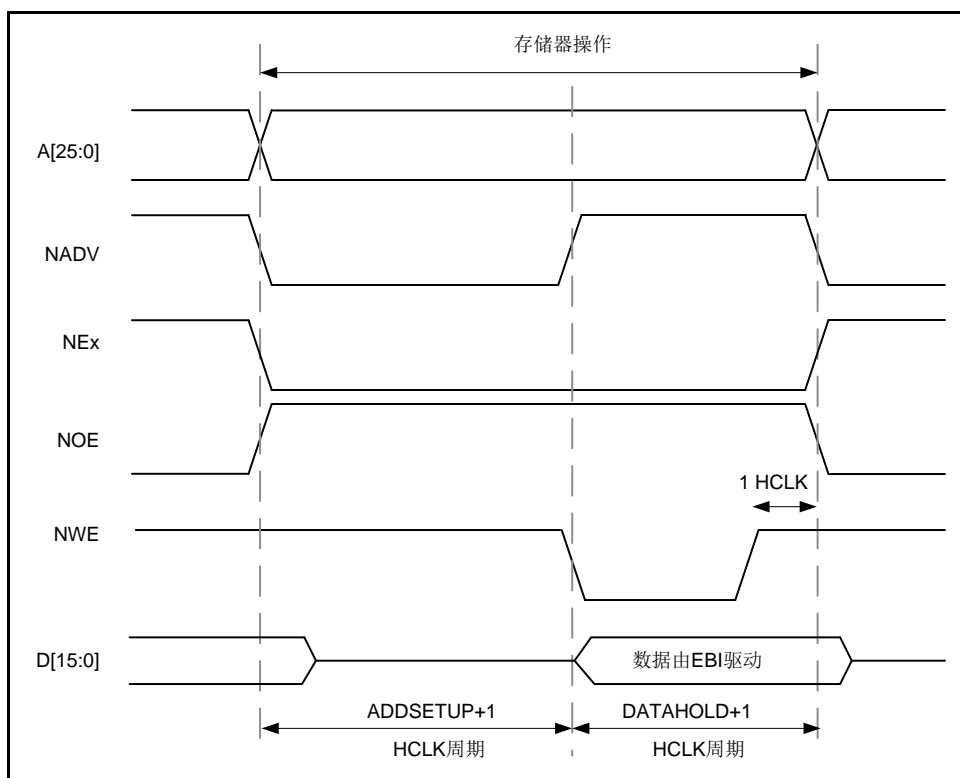 存储器操作
A[25:0]
NADV
NEx
NOE
1 HCLK
NWE
D[15:0]
数据由EBI驱动
ADDSETUP+1
HCLK周期
DATAHOLD+1
HCLK周期